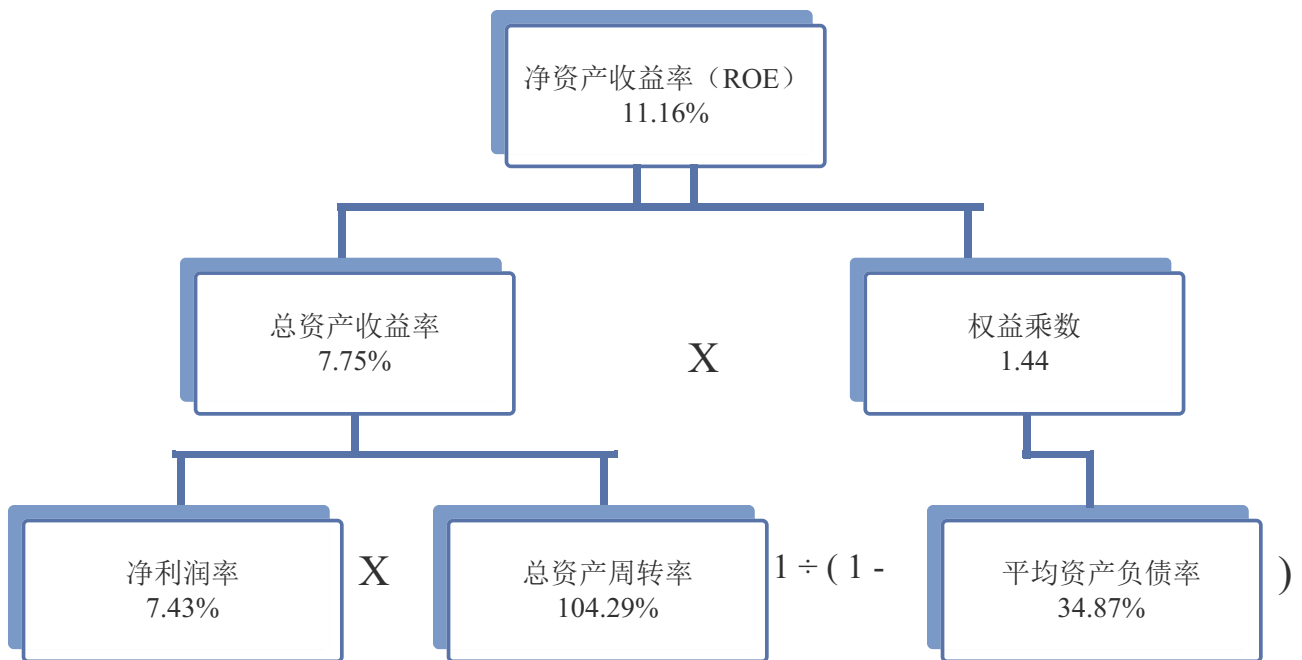 净资产收益率（ROE）
11.16%
总资产收益率
7.75%
X
权益乘数
1.44
净利润率
7.43%
X
总资产周转率
104.29%
1 ÷ ( 1 -
平均资产负债率
34.87%
)